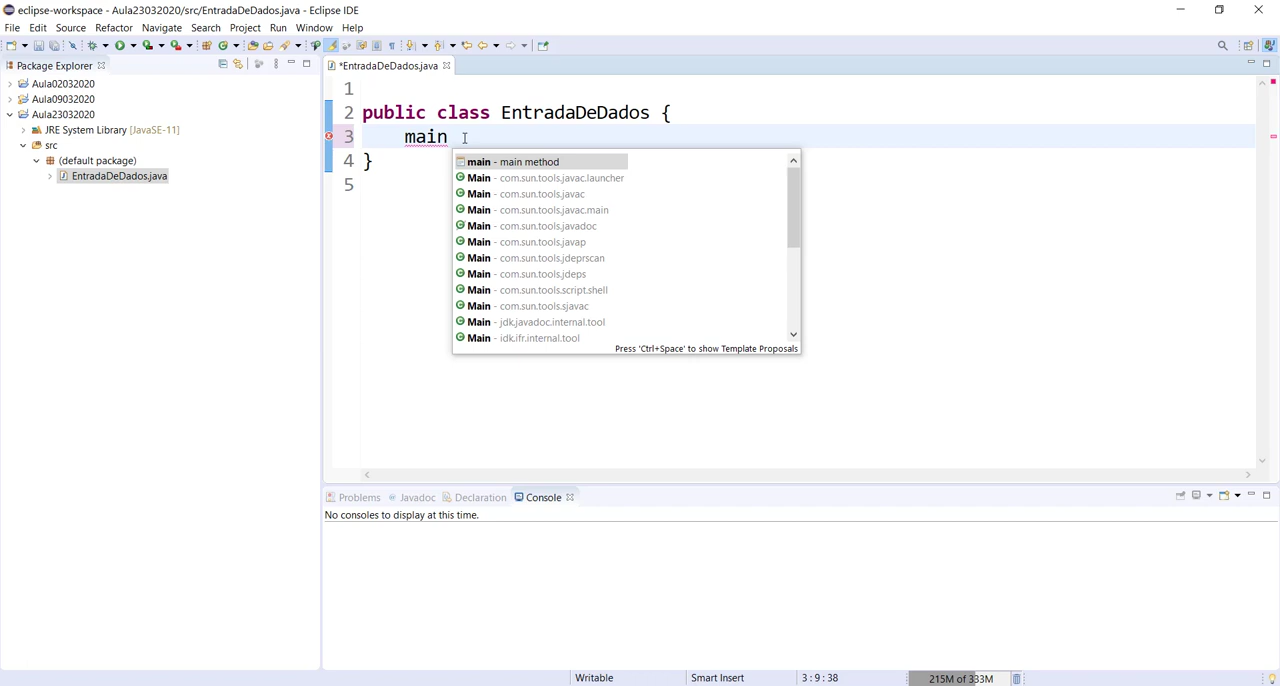 eclipse-workspace - Aula23032020/src/EntradaDeDados.java - Eclipse IDE
File Edit Source Refactor Navigate Search Project Run Window Help
Package Explorer
*EntradaDeDados.java
Aula02032020
Aula09032020
Aula23032020
JRE System Library [JavaSE-11]
src
(default package)
EntradaDeDados.java
1
2 public class EntradaDeDados {
3 main
4 }
5
main - main method
Main - com.sun.tools.javac.launcher
Main - com.sun.tools.javac
Main - com.sun.tools.javac.main
Main - com.sun.tools.javadoc
Main - com.sun.tools.javap
Main - com.sun.tools.jdeprscan
Main - com.sun.tools.jdeps
Main - com.sun.tools.script.shell
Main - com.sun.tools.sjavac
Main - jdk.javadoc.internal.tool
Main - idk.ifr.internal.tool
Press 'Ctrl+Space' to show Template Proposals
Problems Javadoc Declaration Console
No consoles to display at this time.
Writable Smart Insert 3 : 9 : 38 215M of 333M